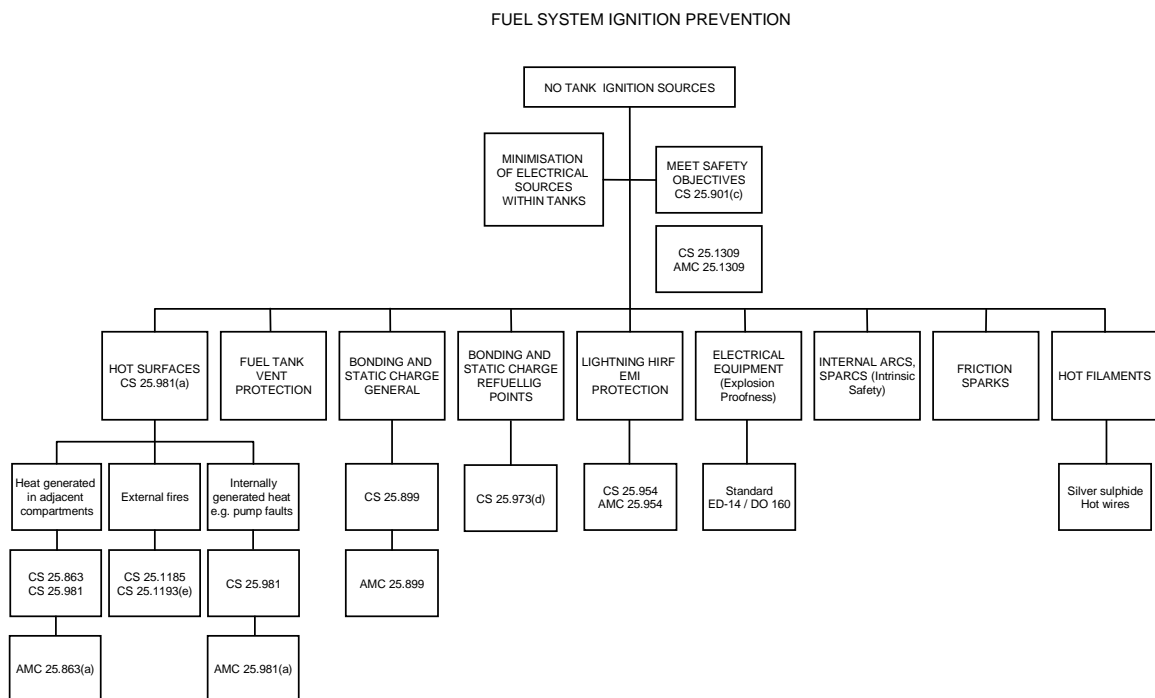 FUEL SYSTEM IGNITION PREVENTION
NO TANK IGNITION SOURCES
MINIMISATION
OF ELECTRICAL
SOURCES
WITHIN TANKS
MEET SAFETY
OBJECTIVES
CS 25.901(c)
CS 25.1309
AMC 25.1309
HOT SURFACES
CS 25.981(a)
FUEL TANK
VENT
PROTECTION
BONDING AND
STATIC CHARGE
GENERAL
BONDING AND
STATIC CHARGE
REFUELLIG
POINTS
LIGHTNING HIRF
EMI
PROTECTION
ELECTRICAL
EQUIPMENT
(Explosion
Proofness)
INTERNAL ARCS,
SPARCS (Intrinsic
Safety)
FRICTION
SPARKS
HOT FILAMENTS
Heat generated
in adjacent
compartments
External fires
Internally
generated heat
e.g. pump faults
CS 25.899
CS 25.973(d)
CS 25.954
AMC 25.954
Standard
ED-14 / DO 160
Silver sulphide
Hot wires
CS 25.863
CS 25.981
CS 25.1185
CS 25.1193(e)
CS 25.981
AMC 25.899
AMC 25.863(a)
AMC 25.981(a)